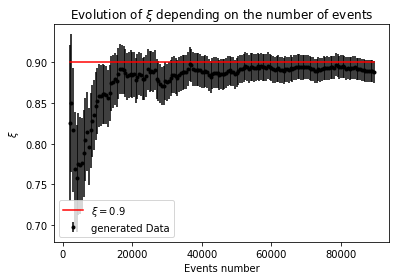 Evolution of ξ depending on the number of events
0.90
0.85
0.80
0.75
0.70
ξ
ξ = 0.9
generated Data
0 20000 40000 60000 80000
Events number